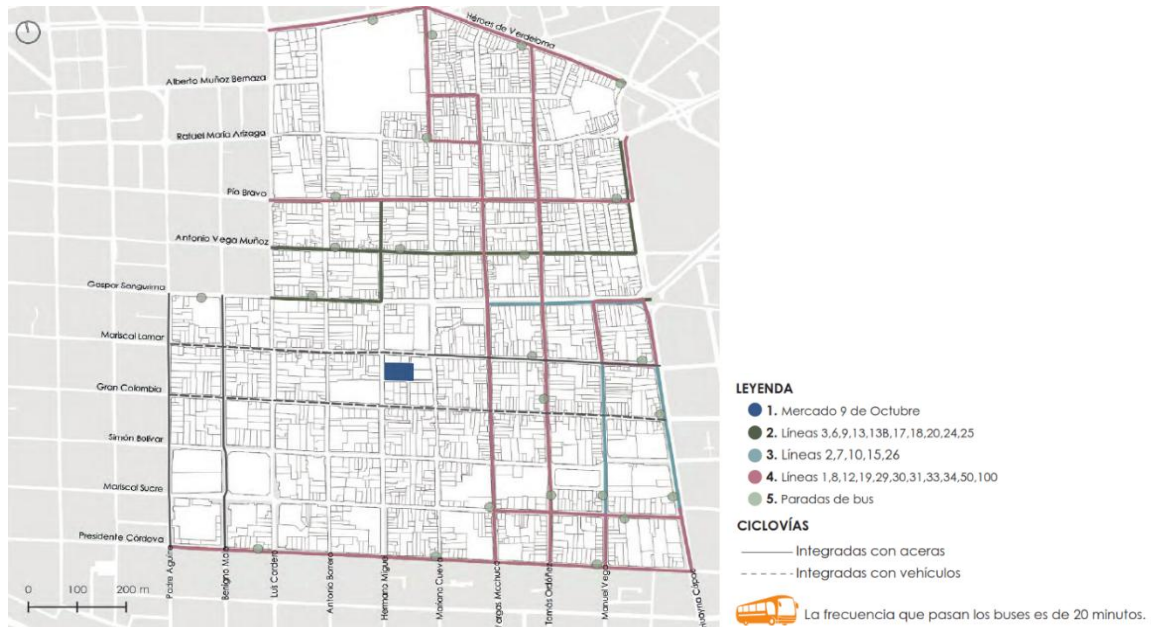 Héroes de Verdeloma
Alberto Muñoz Bernaza
Rafael María Arizaga
Pío Bravo
Antonio Vega Muñoz
Gaspar Sangurima
Mariscal Lamar
Gran Colombia
Simón Bolívar
Mariscal Sucre
Presidente Córdova
Padre Aguirre
Benigno Malo
Luis Cordero
Antonio Borrero
Hermano Miguel
Mariano Cueva
Vargas Machuca
Tomás Ordóñez
Manuel Vega
Huayna Cápac
0 100 200 m
LEYENDA
1. Mercado 9 de Octubre
2. Líneas 3,6,9,13,13B,17,18,20,24,25
3. Líneas 2,7,10,15,26
4. Líneas 1,8,12,19,29,30,31,33,34,50,100
5. Paradas de bus
CICLOVÍAS
Integradas con aceras
Integradas con vehículos
La frecuencia que pasan los buses es de 20 minutos.